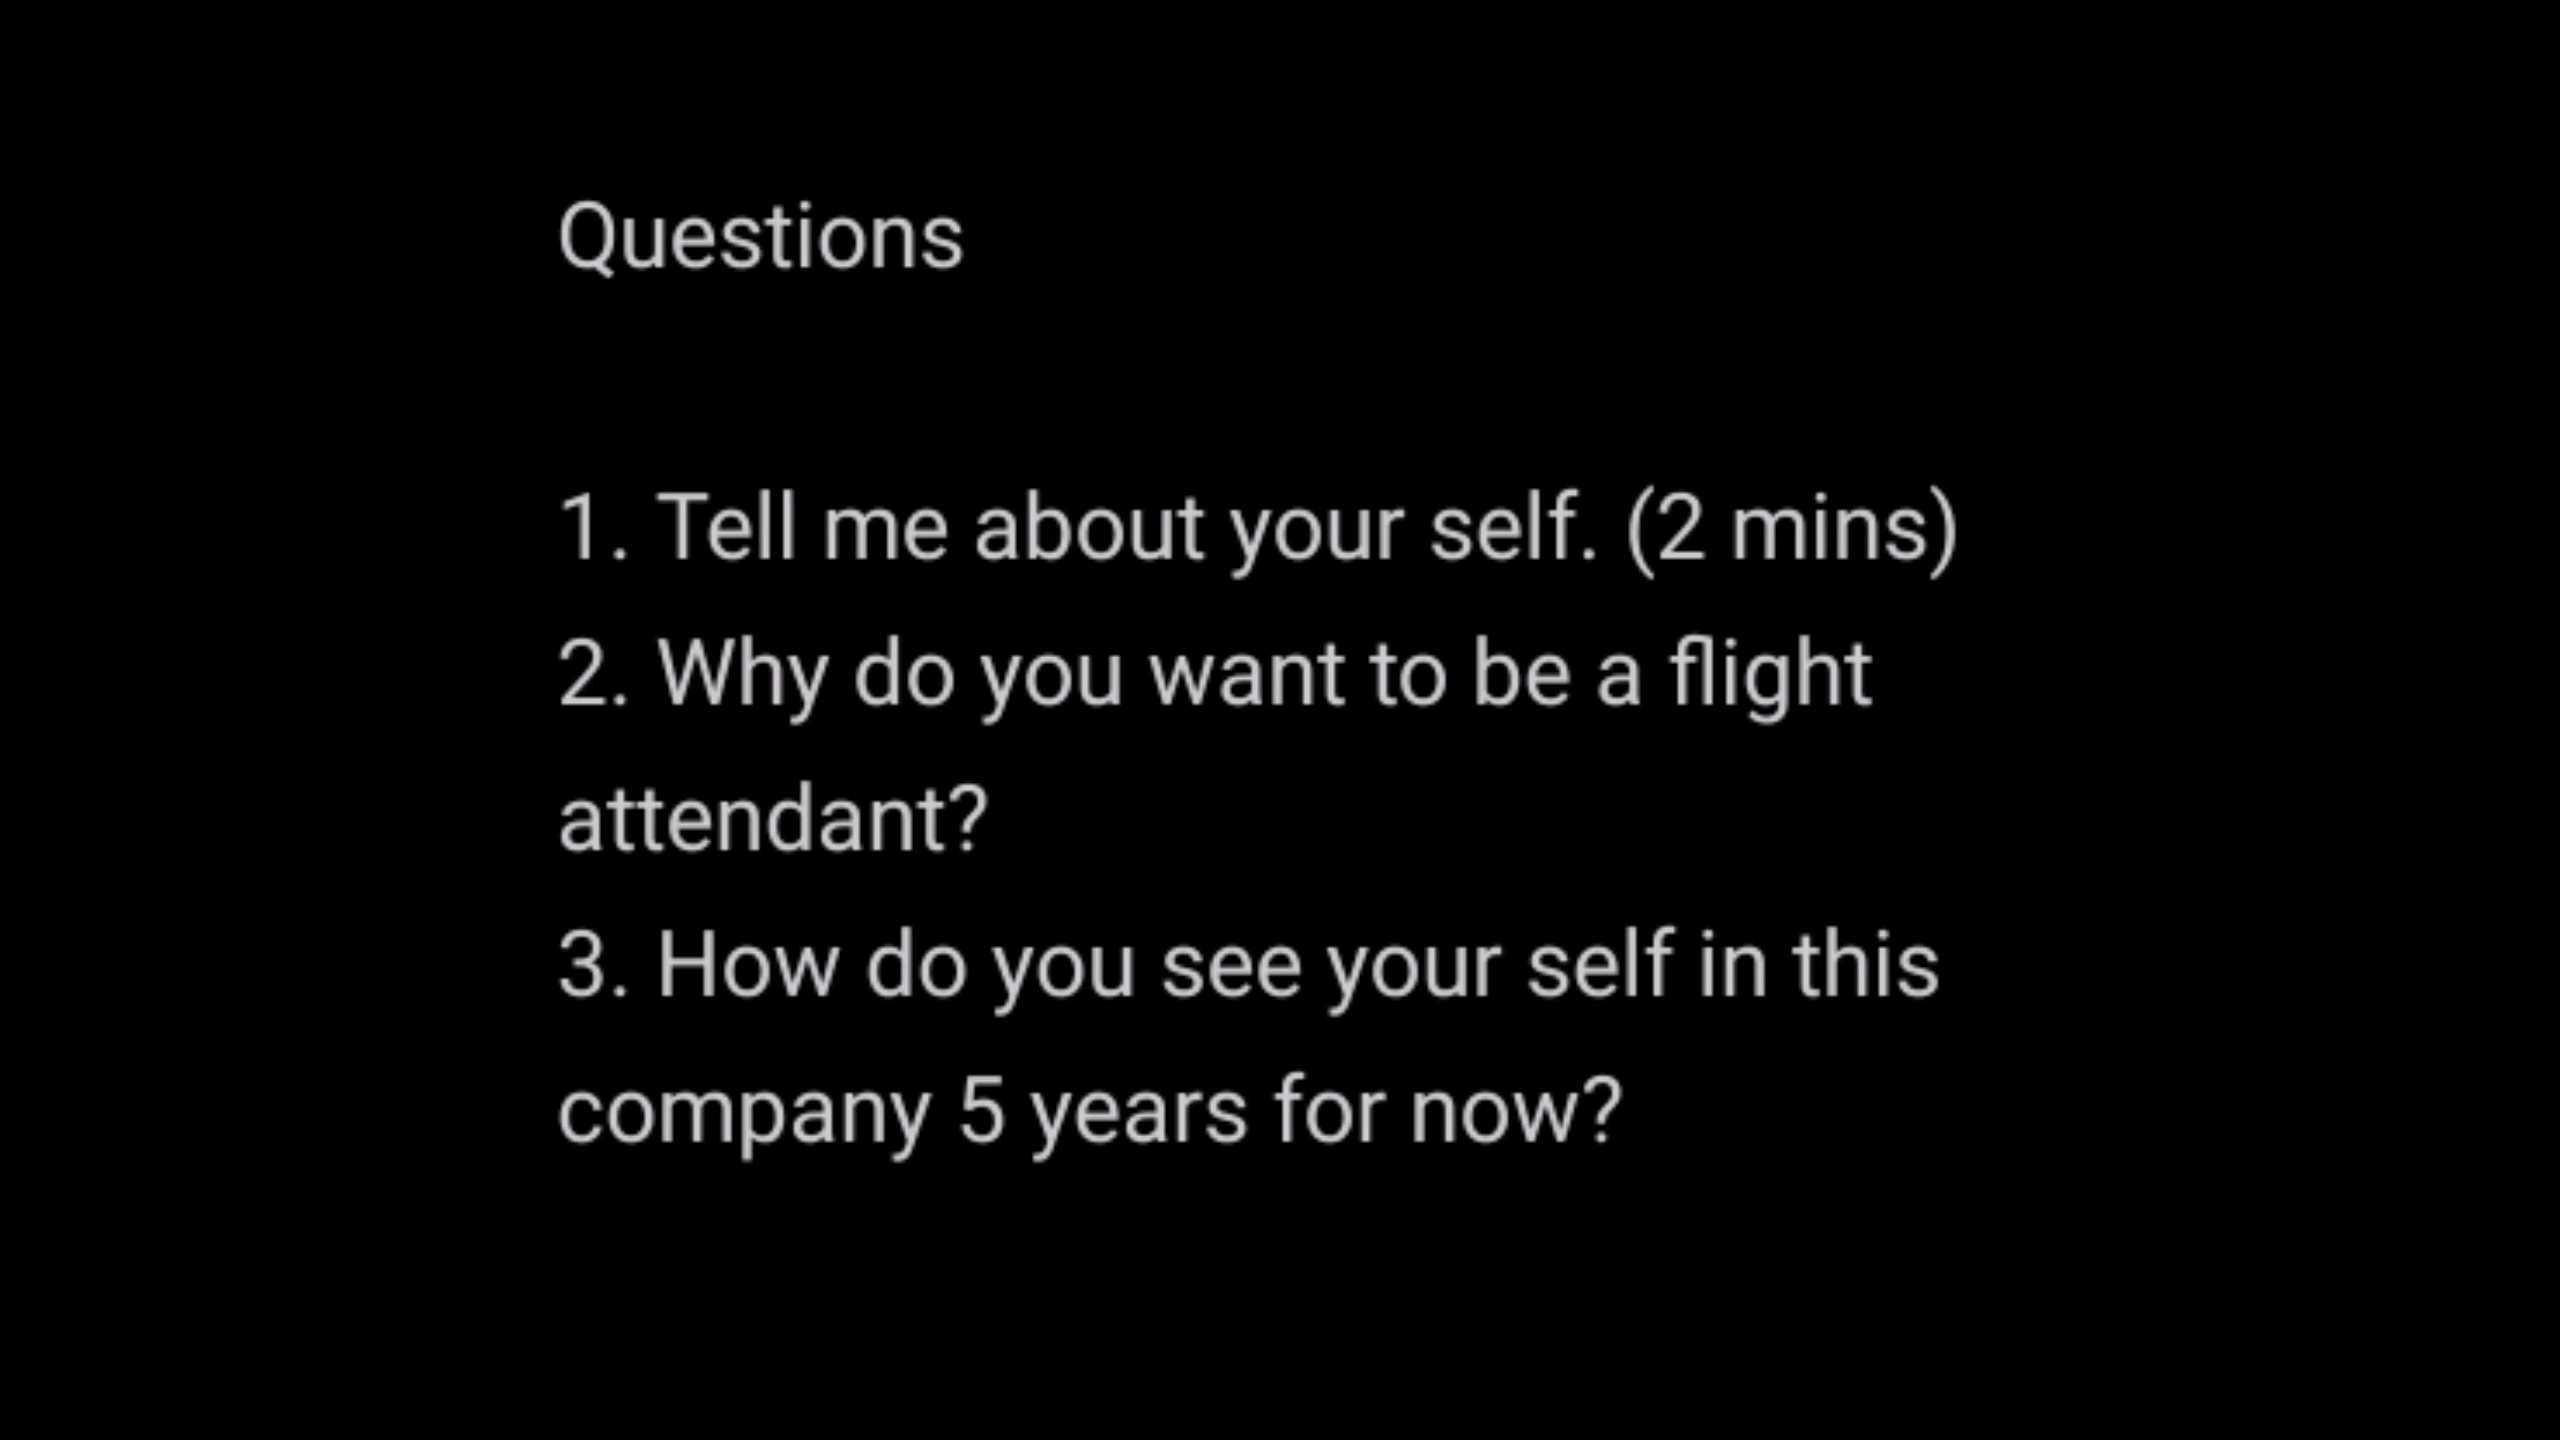 Questions
1. Tell me about your self. (2 mins)
2. Why do you want to be a flight
attendant?
3. How do you see your self in this
company 5 years for now?